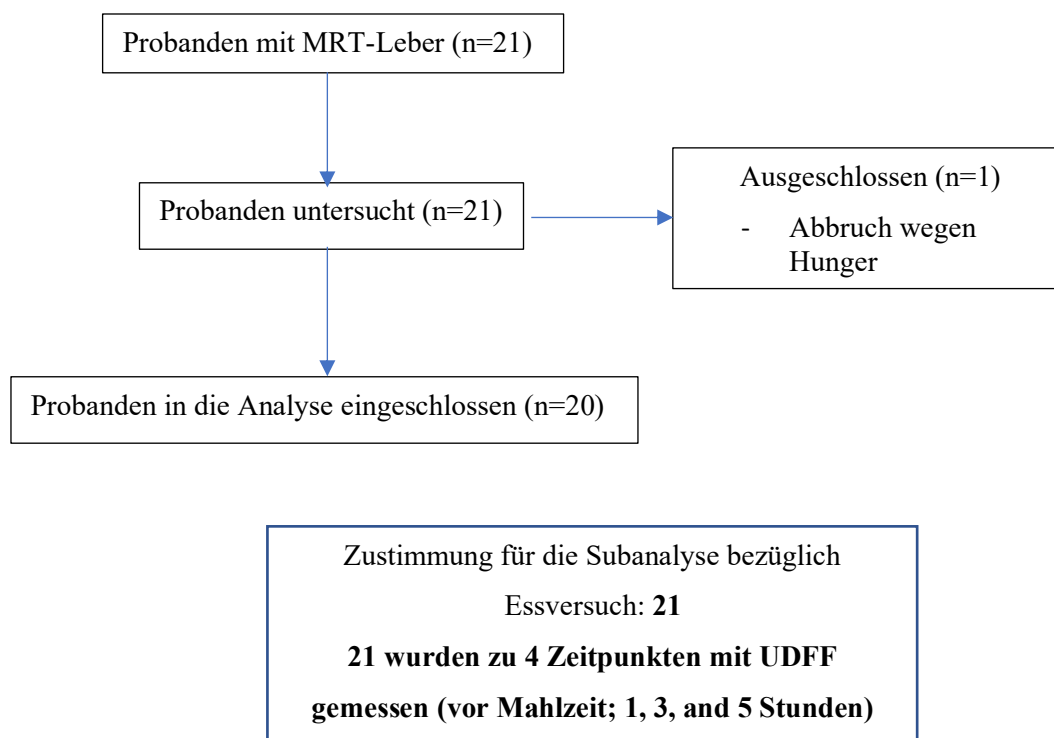 Probanden mit MRT-Leber (n=21)
Probanden untersucht (n=21)
Ausgeschlossen (n=1)
- Abbruch wegen
Hunger
Probanden in die Analyse eingeschlossen (n=20)
Zustimmung für die Subanalyse bezüglich
Essversuch: 21
21 wurden zu 4 Zeitpunkten mit UDFF
gemessen (vor Mahlzeit; 1, 3, and 5 Stunden)